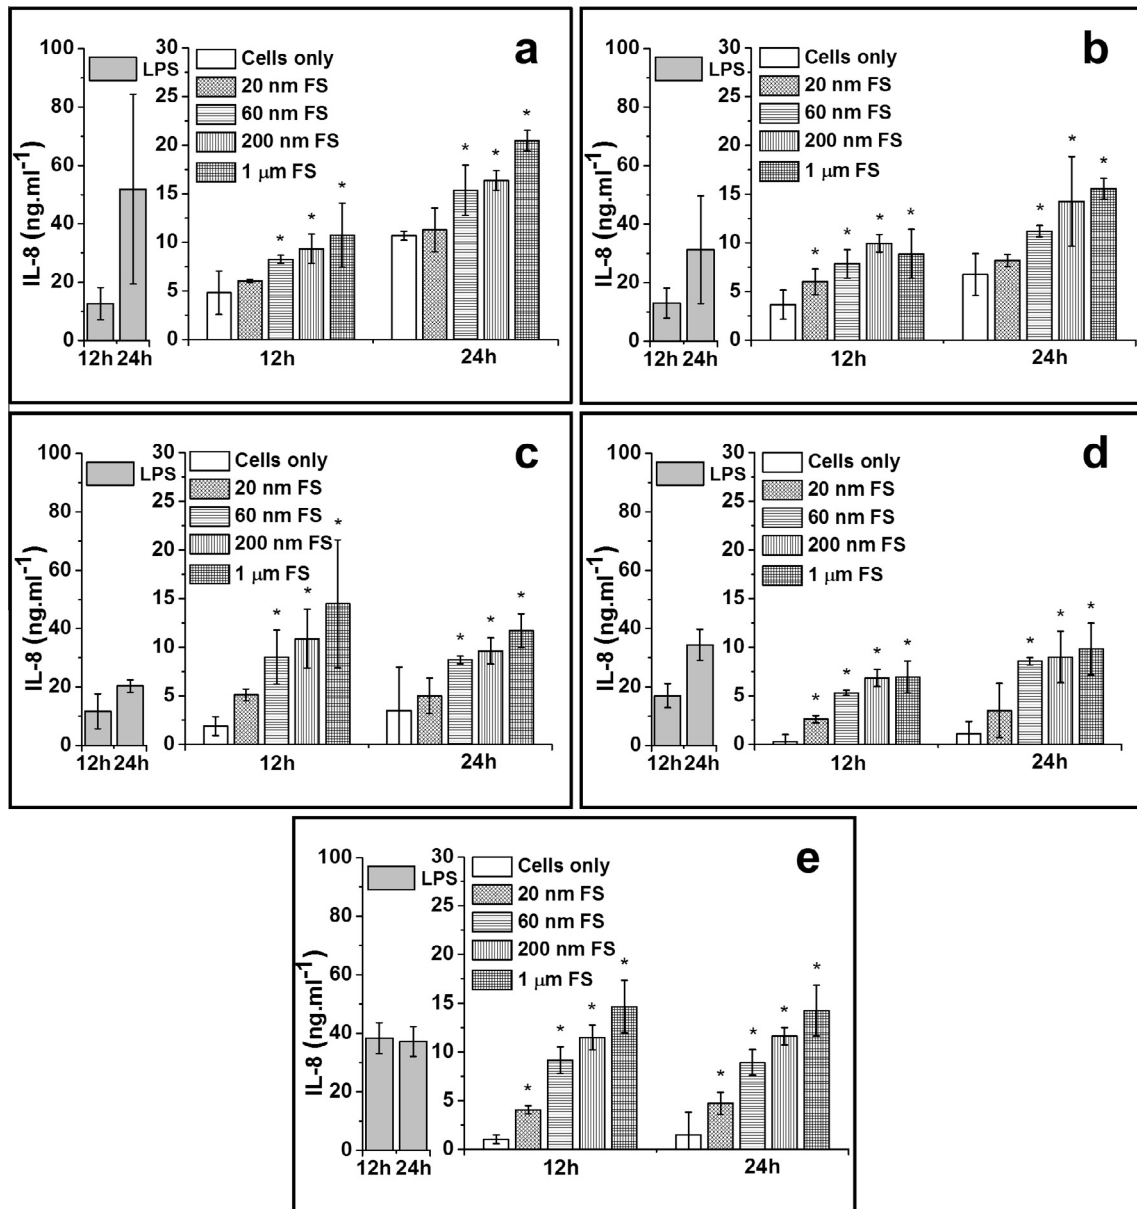 a
IL-8 (ng.ml-1)
100
80
60
40
20
0
LPS
12h 24h
30
25
20
15
10
5
0
Cells only
20 nm FS
60 nm FS
200 nm FS
1 μm FS
* * *
* * *
12h 24h
b
IL-8 (ng.ml-1)
100
80
60
40
20
0
LPS
12h 24h
30
25
20
15
10
5
0
Cells only
20 nm FS
60 nm FS
200 nm FS
1 μm FS
* * * *
* * *
12h 24h
c
IL-8 (ng.ml-1)
100
80
60
40
20
0
LPS
12h 24h
30
25
20
15
10
5
0
Cells only
20 nm FS
60 nm FS
200 nm FS
1 μm FS
* * *
* * *
12h 24h
d
IL-8 (ng.ml-1)
100
80
60
40
20
0
LPS
12h 24h
30
25
20
15
10
5
0
Cells only
20 nm FS
60 nm FS
200 nm FS
1 μm FS
* * * *
* * *
12h 24h
e
IL-8 (ng.ml-1)
100
80
60
40
20
0
LPS
12h 24h
30
25
20
15
10
5
0
Cells only
20 nm FS
60 nm FS
200 nm FS
1 μm FS
* * * *
* * * *
12h 24h